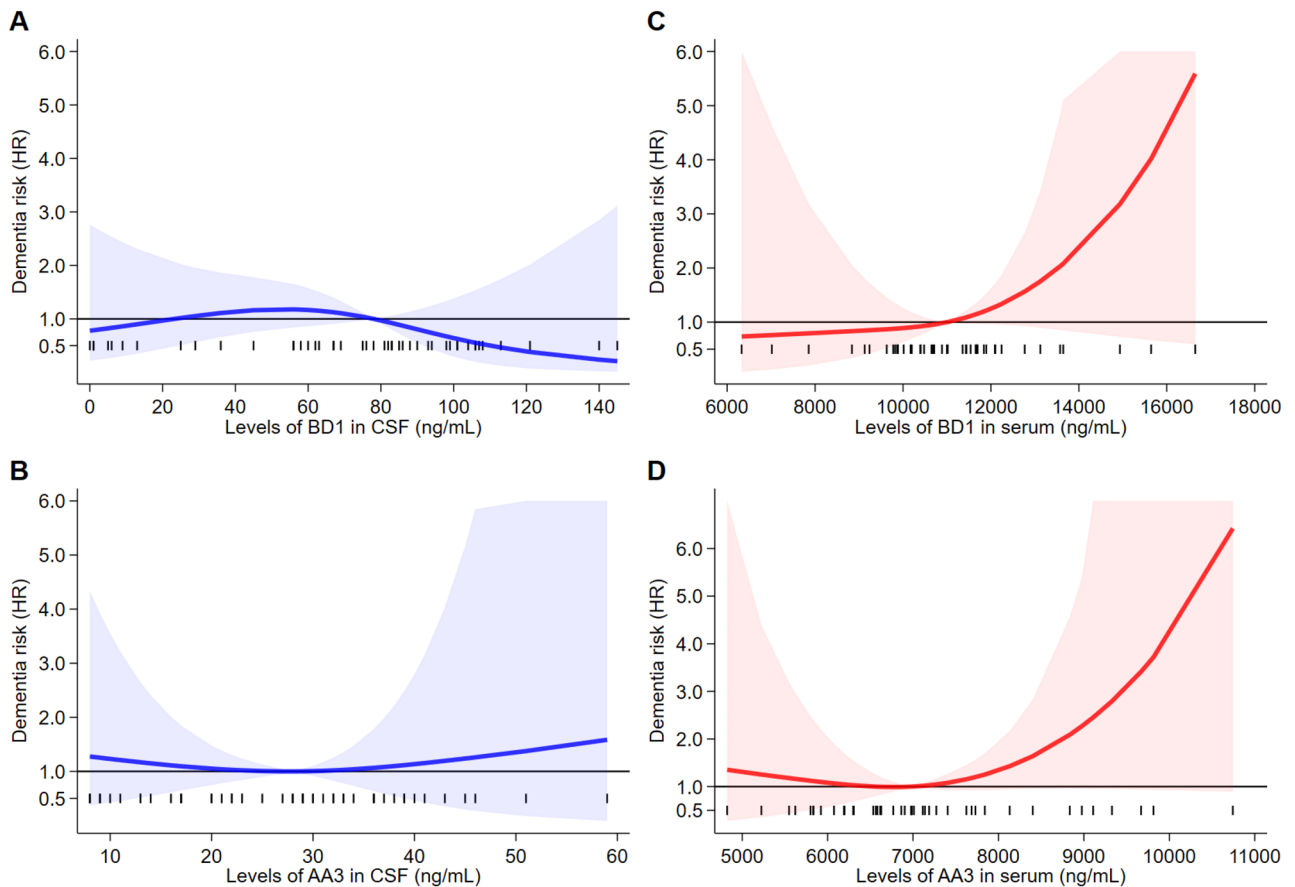 A
6.0
5.0
4.0
3.0
2.0
1.0
0.5
Dementia risk (HR)
0 20 40 60 80 100 120 140
Levels of BD1 in CSF (ng/mL)
C
6.0
5.0
4.0
3.0
2.0
1.0
0.5
Dementia risk (HR)
6000 8000 10000 12000 14000 16000 18000
Levels of BD1 in serum (ng/mL)
B
6.0
5.0
4.0
3.0
2.0
1.0
0.5
Dementia risk (HR)
10 20 30 40 50 60
Levels of AA3 in CSF (ng/mL)
D
6.0
5.0
4.0
3.0
2.0
1.0
0.5
Dementia risk (HR)
5000 6000 7000 8000 9000 10000 11000
Levels of AA3 in serum (ng/mL)